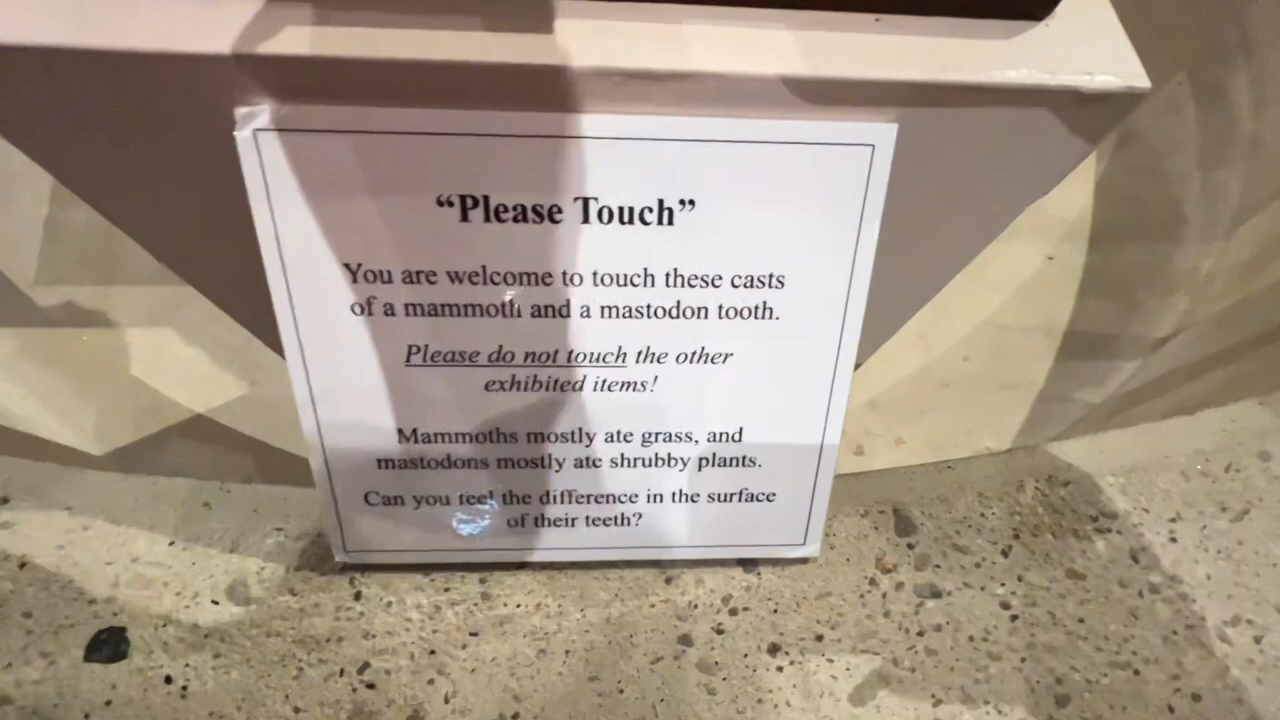 “Please Touch”
You are welcome to touch these casts
of a mammoth and a mastodon tooth.
Please do not touch the other
exhibited items!
Mammoths mostly ate grass, and
mastodons mostly ate shrubby plants.
Can you feel the difference in the surface
of their teeth?